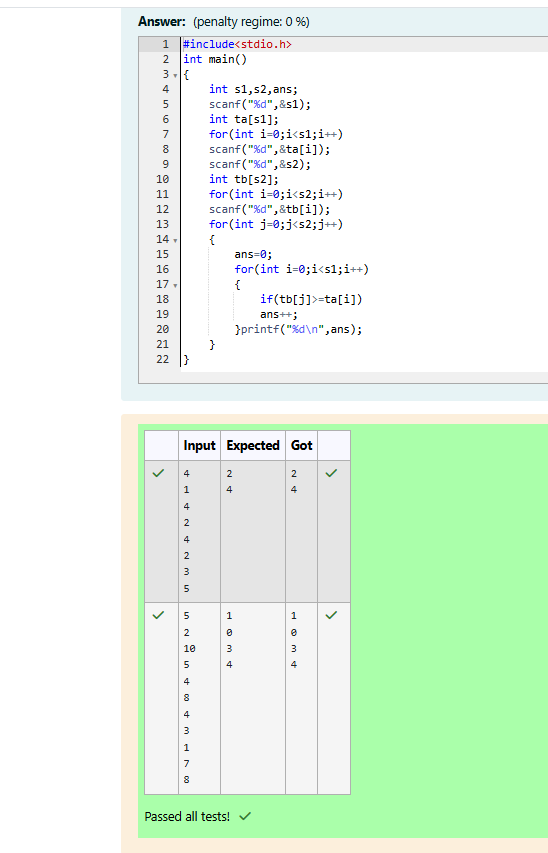 Answer: (penalty regime: 0 %)
1 #include<stdio.h>
2 int main()
3 {
4     int s1,s2,ans;
5     scanf("%d",&s1);
6     int ta[s1];
7     for(int i=0;i<s1;i++)
8     scanf("%d",&ta[i]);
9     scanf("%d",&s2);
10     int tb[s2];
11     for(int i=0;i<s2;i++)
12     scanf("%d",&tb[i]);
13     for(int j=0;j<s2;j++)
14     {
15         ans=0;
16         for(int i=0;i<s1;i++)
17         {
18             if(tb[j]>=ta[i])
19             ans++;
20         }printf("%d\n",ans);
21     }
22 }
Input Expected Got
4 2 2
1 4 4
4
2
4
2
3
5
5 1 1
2 0 0
10 3 3
5 4 4
4
8
4
3
1
7
8
Passed all tests!